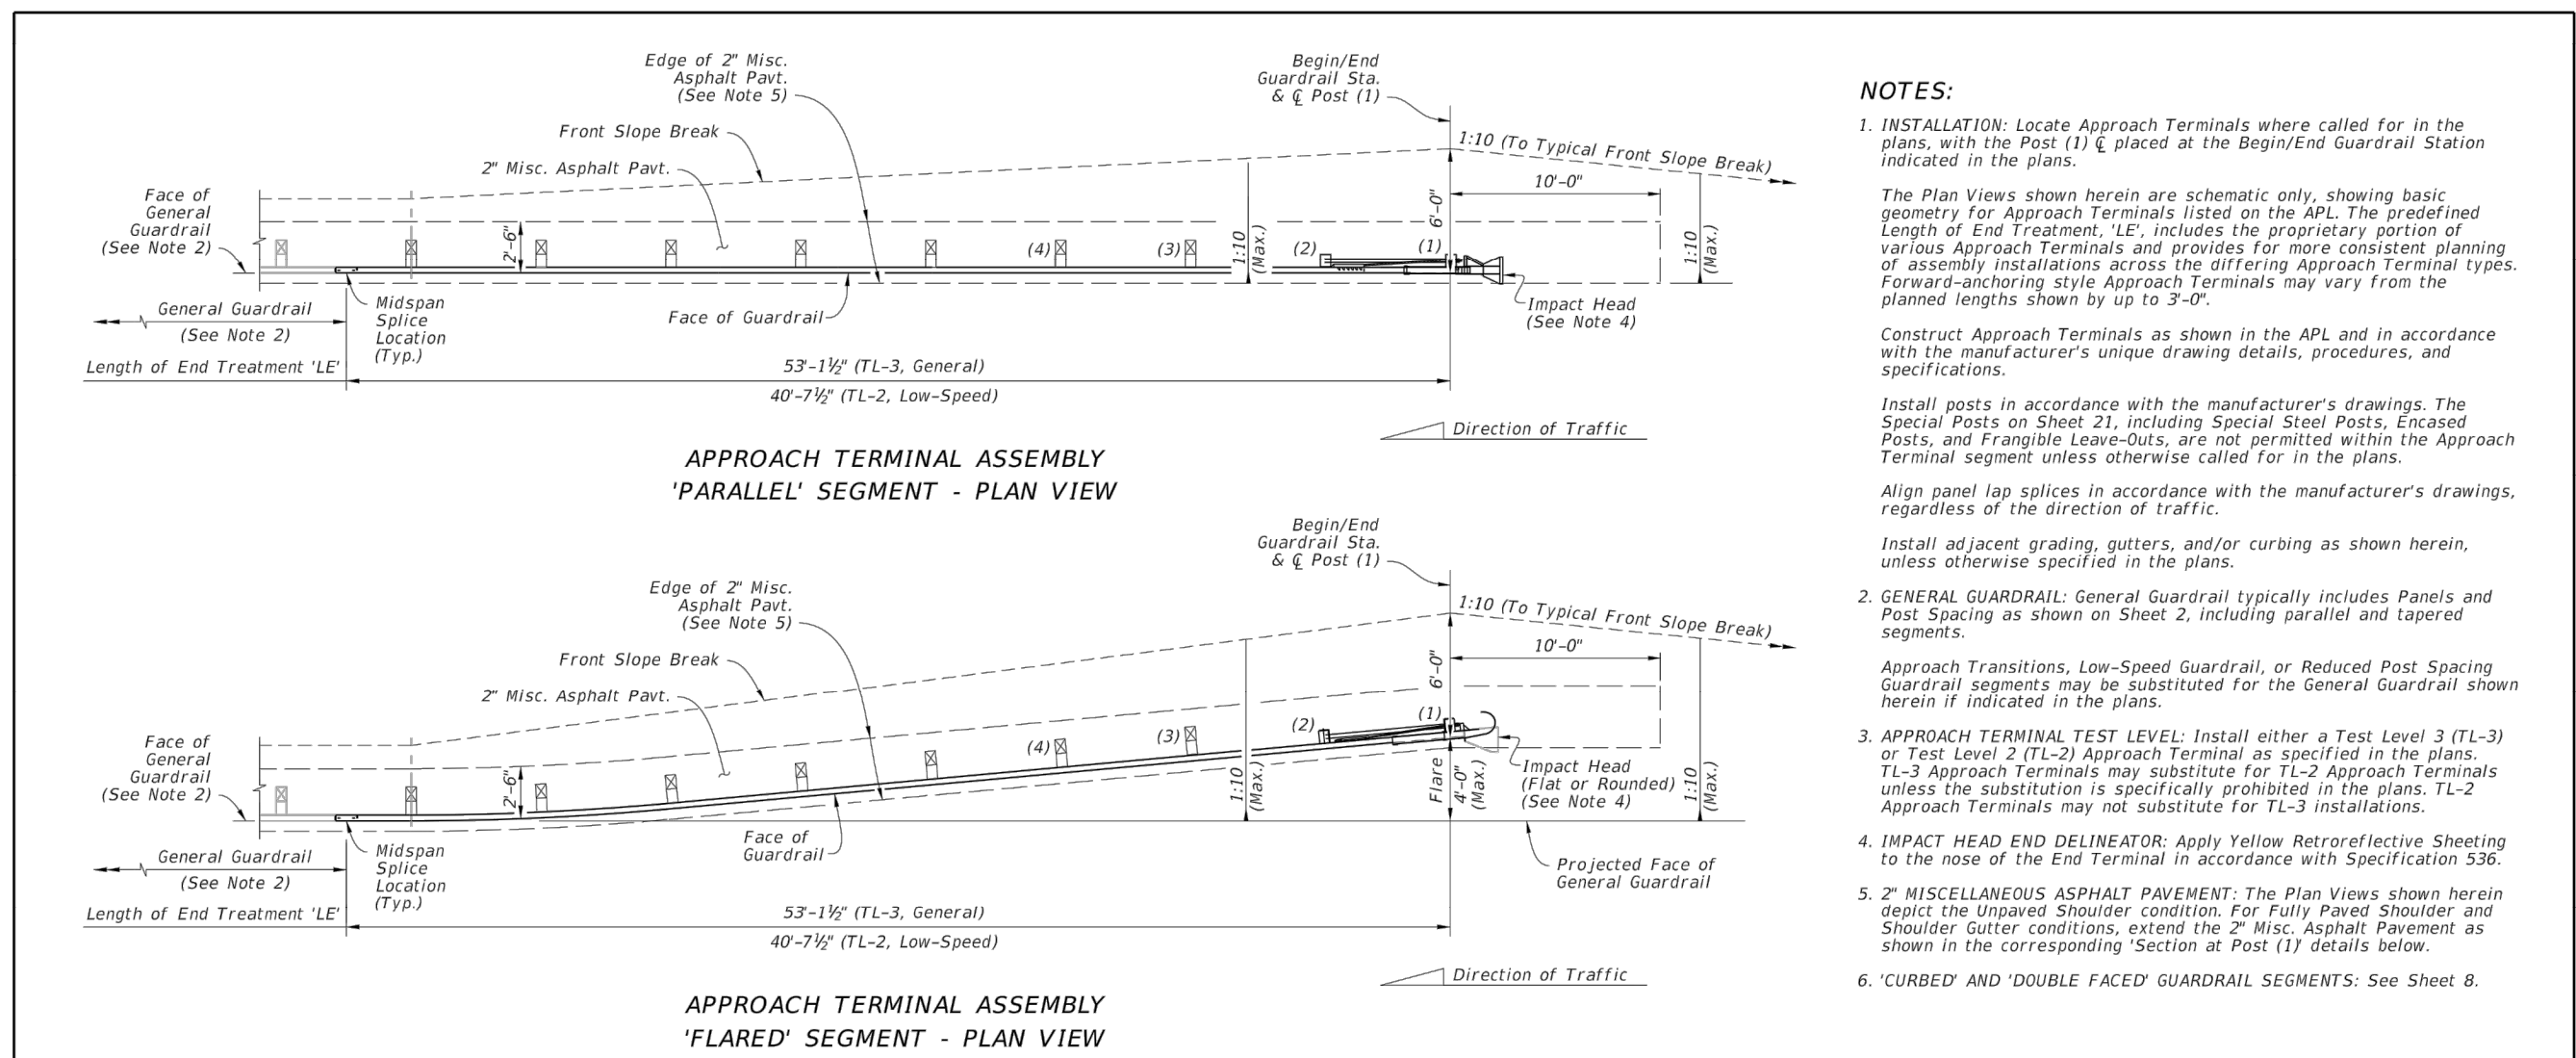 Edge of 2" Misc.
Asphalt Pavt.
(See Note 5)
Begin/End
Guardrail Sta.
& ℄ Post (1)
Front Slope Break
1:10 (To Typical Front Slope Break)
2" Misc. Asphalt Pavt.
10'-0"
Face of
General
Guardrail
(See Note 2)
2'-6"
(4)
(3)
1:10
(Max.)
(2)
(1)
6'-0"
1:10
(Max.)
General Guardrail
(See Note 2)
Midspan
Splice
Location
(Typ.)
Face of Guardrail
Impact Head
(See Note 4)
Length of End Treatment 'LE'
53'-1½" (TL-3, General)
40'-7½" (TL-2, Low-Speed)
Direction of Traffic
APPROACH TERMINAL ASSEMBLY
'PARALLEL' SEGMENT - PLAN VIEW
Begin/End
Guardrail Sta.
& ℄ Post (1)
Edge of 2" Misc.
Asphalt Pavt.
(See Note 5)
1:10 (To Typical Front Slope Break)
Front Slope Break
10'-0"
2" Misc. Asphalt Pavt.
6'-0"
Face of
General
Guardrail
(See Note 2)
2'-6"
(4)
(3)
(2)
(1)
1:10
(Max.)
Flare
4'-0"
(Max.)
Impact Head
(Flat or Rounded)
(See Note 4)
1:10
(Max.)
General Guardrail
(See Note 2)
Midspan
Splice
Location
(Typ.)
Face of
Guardrail
Projected Face of
General Guardrail
Length of End Treatment 'LE'
53'-1½" (TL-3, General)
40'-7½" (TL-2, Low-Speed)
Direction of Traffic
APPROACH TERMINAL ASSEMBLY
'FLARED' SEGMENT - PLAN VIEW
NOTES:
1. INSTALLATION: Locate Approach Terminals where called for in the
plans, with the Post (1) ℄ placed at the Begin/End Guardrail Station
indicated in the plans.
The Plan Views shown herein are schematic only, showing basic
geometry for Approach Terminals listed on the APL. The predefined
Length of End Treatment, 'LE', includes the proprietary portion of
various Approach Terminals and provides for more consistent planning
of assembly installations across the differing Approach Terminal types.
Forward-anchoring style Approach Terminals may vary from the
planned lengths shown by up to 3'-0".
Construct Approach Terminals as shown in the APL and in accordance
with the manufacturer's unique drawing details, procedures, and
specifications.
Install posts in accordance with the manufacturer's drawings. The
Special Posts on Sheet 21, including Special Steel Posts, Encased
Posts, and Frangible Leave-Outs, are not permitted within the Approach
Terminal segment unless otherwise called for in the plans.
Align panel lap splices in accordance with the manufacturer's drawings,
regardless of the direction of traffic.
Install adjacent grading, gutters, and/or curbing as shown herein,
unless otherwise specified in the plans.
2. GENERAL GUARDRAIL: General Guardrail typically includes Panels and
Post Spacing as shown on Sheet 2, including parallel and tapered
segments.
Approach Transitions, Low-Speed Guardrail, or Reduced Post Spacing
Guardrail segments may be substituted for the General Guardrail shown
herein if indicated in the plans.
3. APPROACH TERMINAL TEST LEVEL: Install either a Test Level 3 (TL-3)
or Test Level 2 (TL-2) Approach Terminal as specified in the plans.
TL-3 Approach Terminals may substitute for TL-2 Approach Terminals
unless the substitution is specifically prohibited in the plans. TL-2
Approach Terminals may not substitute for TL-3 installations.
4. IMPACT HEAD END DELINEATOR: Apply Yellow Retroreflective Sheeting
to the nose of the End Terminal in accordance with Specification 536.
5. 2" MISCELLANEOUS ASPHALT PAVEMENT: The Plan Views shown herein
depict the Unpaved Shoulder condition. For Fully Paved Shoulder and
Shoulder Gutter conditions, extend the 2" Misc. Asphalt Pavement as
shown in the corresponding 'Section at Post (1)' details below.
6. 'CURBED' AND 'DOUBLE FACED' GUARDRAIL SEGMENTS: See Sheet 8.